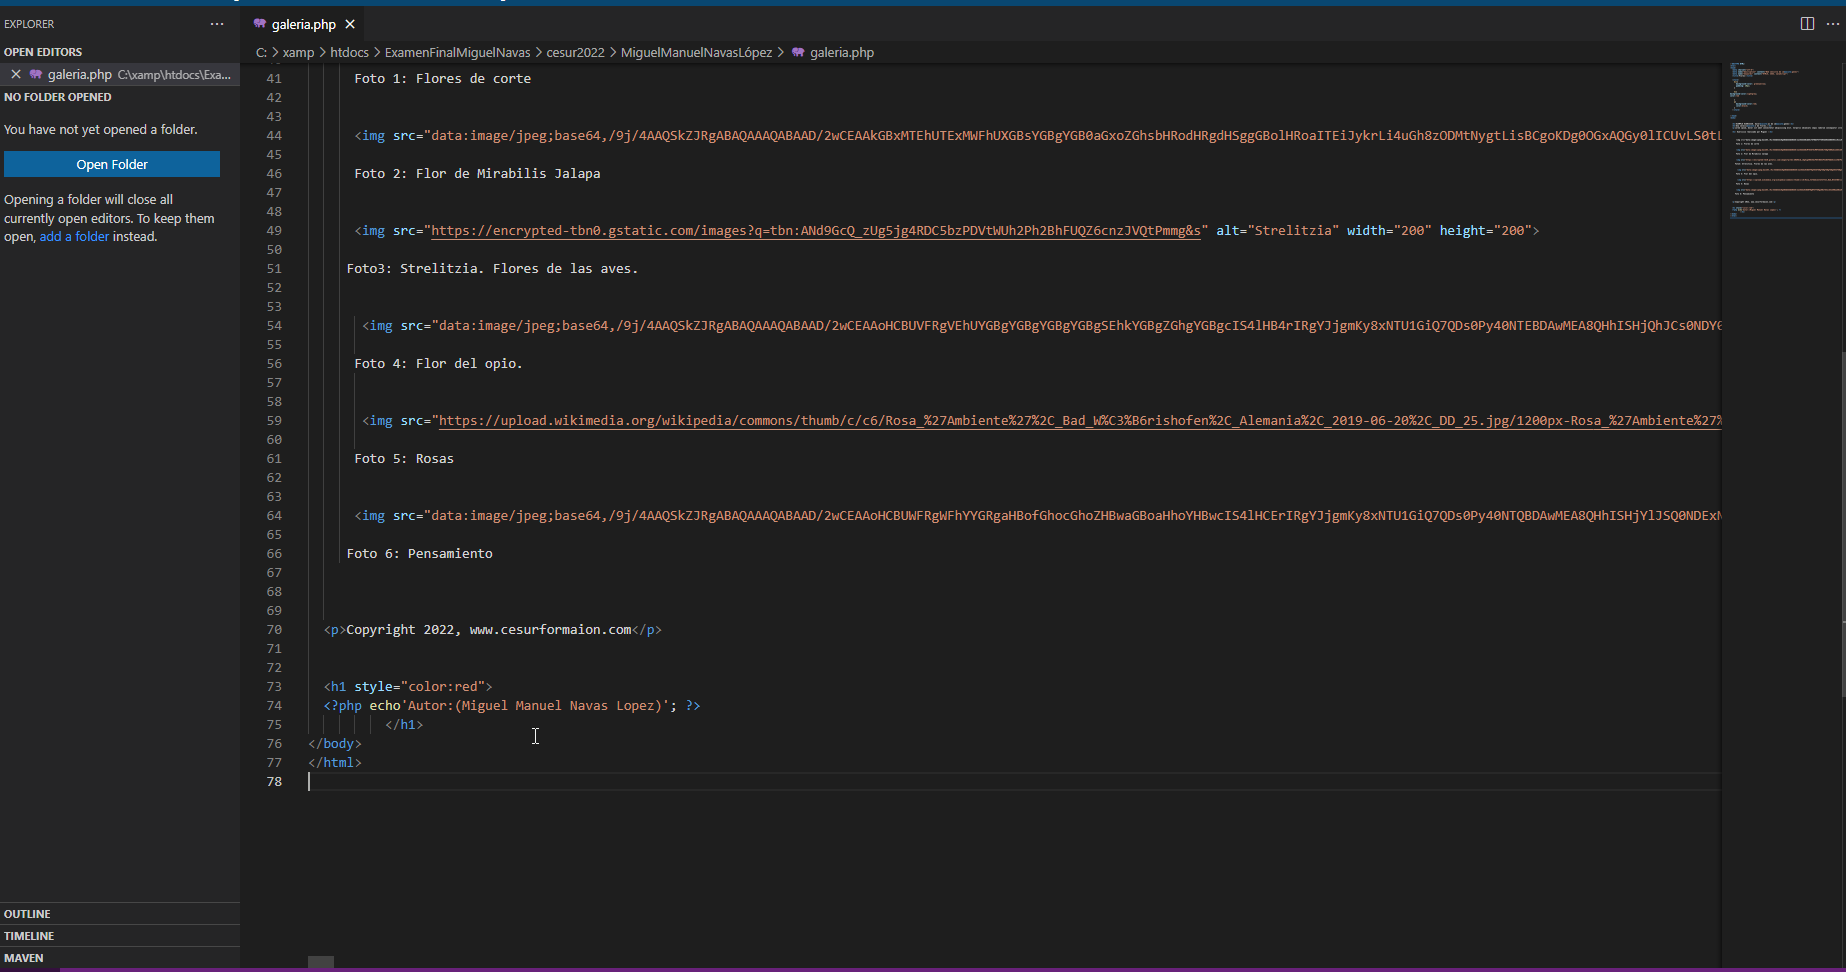 EXPLORER
OPEN EDITORS
galeria.php C:\xamp\htdocs\Exa...
NO FOLDER OPENED
You have not yet opened a folder.
Open Folder
Opening a folder will close all
currently open editors. To keep them
open, add a folder instead.
OUTLINE
TIMELINE
MAVEN
galeria.php
C: > xamp > htdocs > ExamenFinalMiguelNavas > cesur2022 > MiguelManuelNavasLópez > galeria.php
41 Foto 1: Flores de corte
42
43
44 <img src="data:image/jpeg;base64,/9j/4AAQSkZJRgABAQAAAQABAAD/2wCEAAkGBxMTEhUTExMWFhUXGBsYGBgYGB0aGxoZGhsbHRodHRgdHSggGBolHRoaITEiJykrLi4uGh8zODMtNygtLisBCgoKDg0OGxAQGy0lICUvLS0tL
45
46 Foto 2: Flor de Mirabilis Jalapa
47
48
49 <img src="https://encrypted-tbn0.gstatic.com/images?q=tbn:ANd9GcQ_zUg5jg4RDC5bzPDVtWUh2Ph2BhFUQZ6cnzJVQtPmmg&s" alt="Strelitzia" width="200" height="200">
50
51 Foto3: Strelitzia. Flores de las aves.
52
53
54 <img src="data:image/jpeg;base64,/9j/4AAQSkZJRgABAQAAAQABAAD/2wCEAAoHCBUVFRgVEhUYGBgYGBgYGBgYGBgSEhkYGBgZGhgYGBgcIS4lHB4rIRgYJjgmKy8xNTU1GiQ7QDs0Py40NTEBDAwMEA8QHhISHjQhJCs0NDY0
55
56 Foto 4: Flor del opio.
57
58
59 <img src="https://upload.wikimedia.org/wikipedia/commons/thumb/c/c6/Rosa_%27Ambiente%27%2C_Bad_W%C3%B6rishofen%2C_Alemania%2C_2019-06-20%2C_DD_25.jpg/1200px-Rosa_%27Ambiente%27%
60
61 Foto 5: Rosas
62
63
64 <img src="data:image/jpeg;base64,/9j/4AAQSkZJRgABAQAAAQABAAD/2wCEAAoHCBUWFRgWFhYYGRgaHBofGhocGhoZHBwaGBoaHhoYHBwcIS4lHCErIRgYJjgmKy8xNTU1GiQ7QDs0Py40NTQBDAwMEA8QHhISHjYlJSQ0NDExN
65
66 Foto 6: Pensamiento
67
68
69
70 <p>Copyright 2022, www.cesurformaion.com</p>
71
72
73 <h1 style="color:red">
74 <?php echo'Autor:(Miguel Manuel Navas Lopez)'; ?>
75 </h1>
76 </body>
77 </html>
78